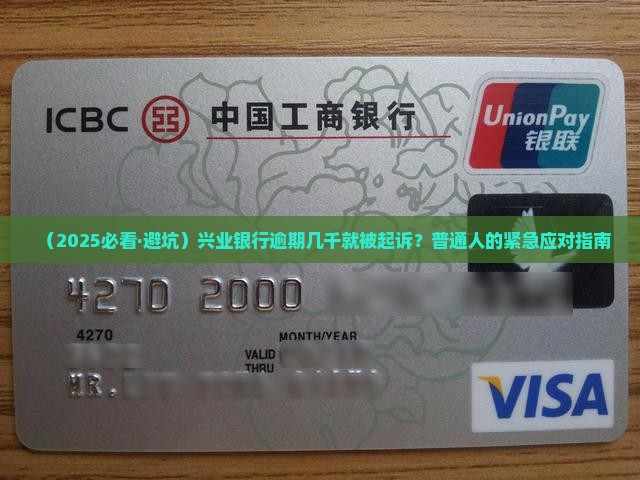 ICBC 中国工商银行
UnionPay
银联
（2025必看·避坑）兴业银行逾期几千就被起诉？普通人的紧急应对指南
4270 2000
4270
MONTH/YEAR
VALID
THRU
MR.
VISA